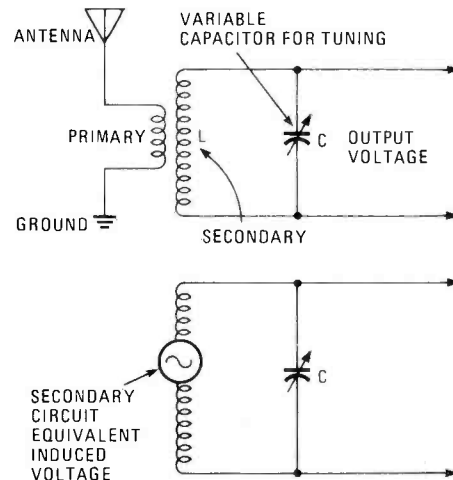 ANTENNA
VARIABLE
CAPACITOR FOR TUNING
PRIMARY
L
C
OUTPUT
VOLTAGE
GROUND
SECONDARY
C
SECONDARY
CIRCUIT
EQUIVALENT
INDUCED
VOLTAGE